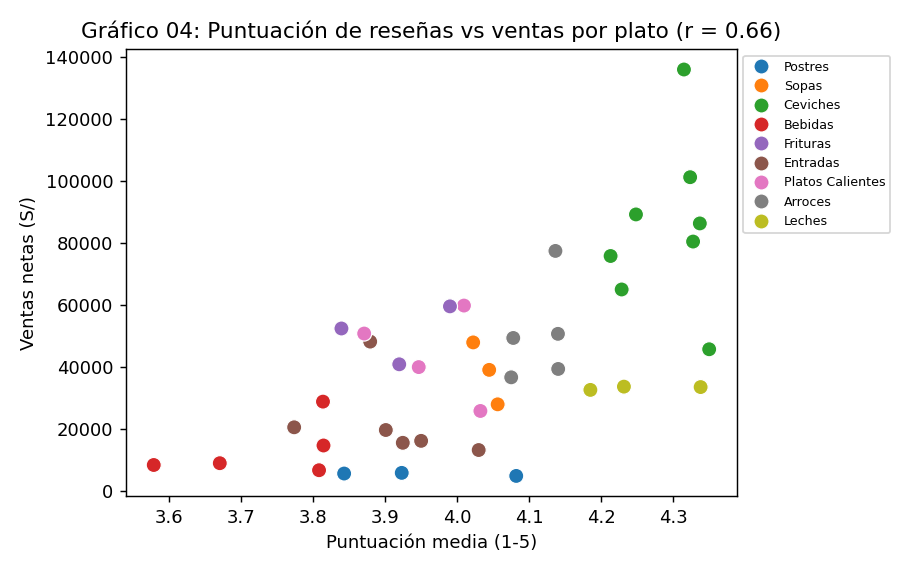 Gráfico 04: Puntuación de reseñas vs ventas por plato (r = 0.66)
Ventas netas (S/)
140000
120000
100000
80000
60000
40000
20000
0
3.6 3.7 3.8 3.9 4.0 4.1 4.2 4.3
Puntuación media (1-5)
Postres
Sopas
Ceviches
Bebidas
Frituras
Entradas
Platos Calientes
Arroces
Leches